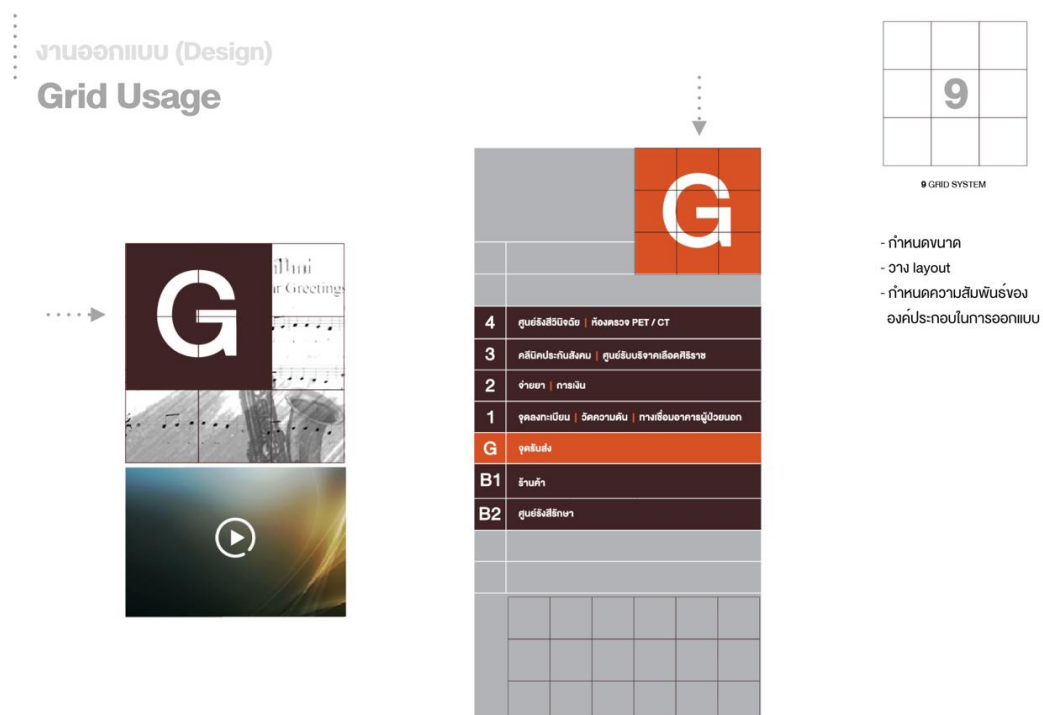 งานออกแบบ (Design)
Grid Usage
9
9 GRID SYSTEM
- กำหนดขนาด
- วาง layout
- กำหนดความสัมพันธ์ของ
องค์ประกอบในการออกแบบ
G
ar Greetings
G
4 ศูนย์รังสีวินิจฉัย | ห้องตรวจ PET / CT
3 คลีนิคประกันสังคม | ศูนย์รับบริจาคเลือดศิริราช
2 จ่ายยา | การเงิน
1 จุดลงทะเบียน | วัดความดัน | ทางเชื่อมอาคารผู้ป่วยนอก
G จุดรับส่ง
B1 ร้านค้า
B2 ศูนย์รังสีรักษา